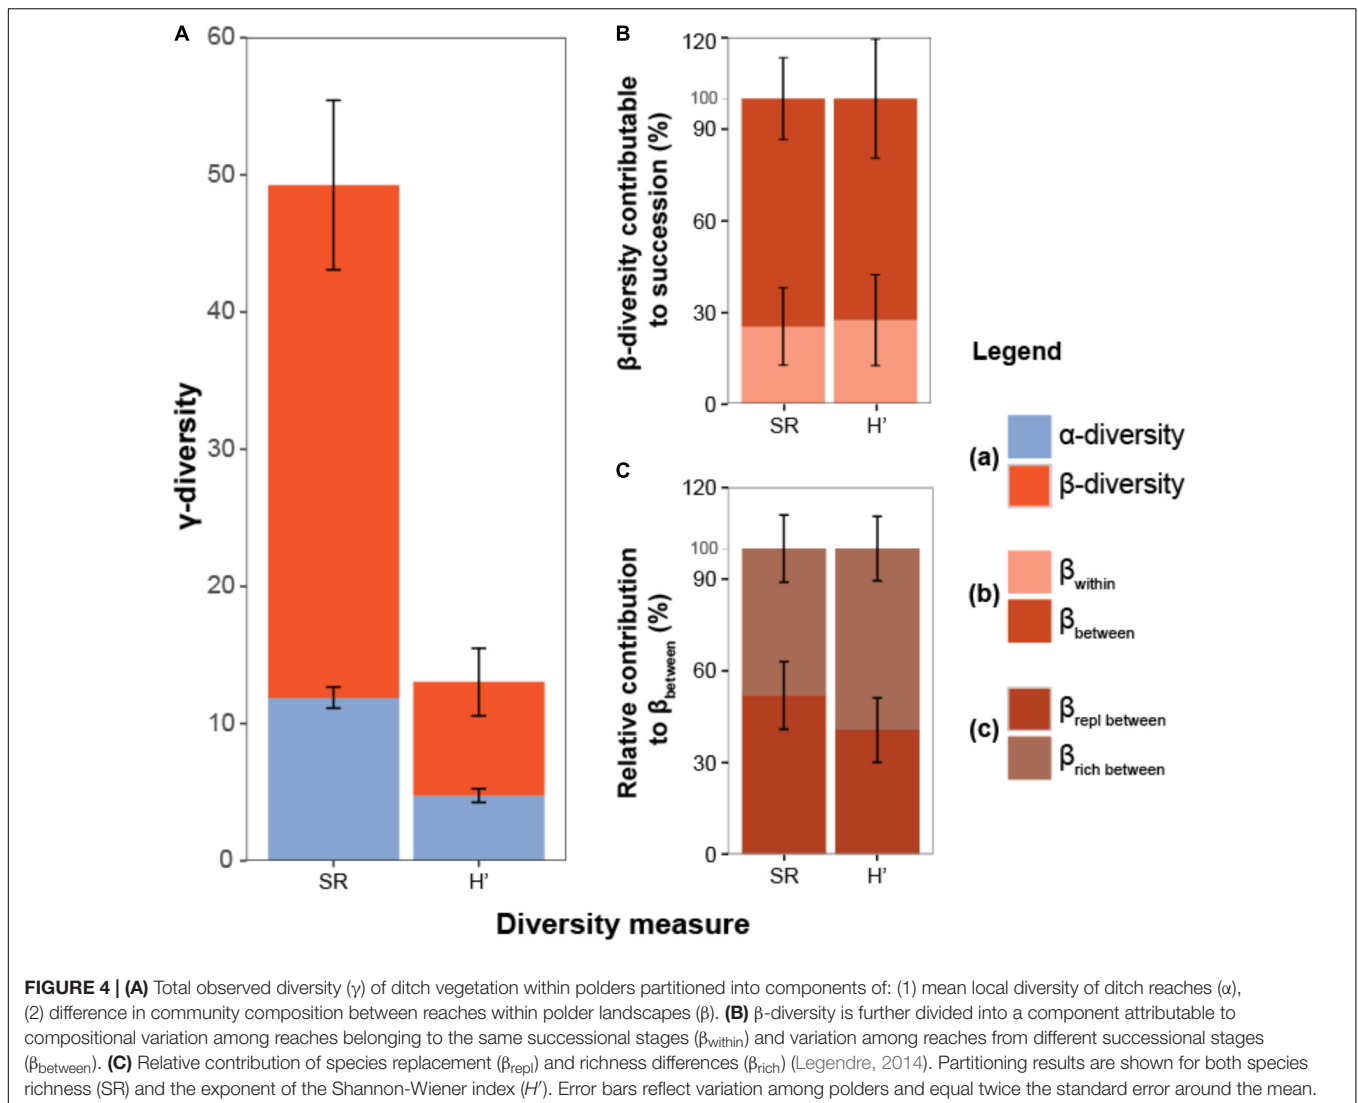 A
60
50
40
30
20
10
0
γ-diversity
SR
H'
B
120
100
90
60
30
0
β-diversity contributable
to succession (%)
SR
H'
C
120
100
90
60
30
0
Relative contribution
to βbetween (%)
SR
H'
Diversity measure
Legend
(a)
α-diversity
β-diversity
(b)
βwithin
βbetween
(c)
βrepl between
βrich between
FIGURE 4 | (A) Total observed diversity (γ) of ditch vegetation within polders partitioned into components of: (1) mean local diversity of ditch reaches (α),
(2) difference in community composition between reaches within polder landscapes (β). (B) β-diversity is further divided into a component attributable to
compositional variation among reaches belonging to the same successional stages (βwithin) and variation among reaches from different successional stages
(βbetween). (C) Relative contribution of species replacement (βrepl) and richness differences (βrich) (Legendre, 2014). Partitioning results are shown for both species
richness (SR) and the exponent of the Shannon-Wiener index (H'). Error bars reflect variation among polders and equal twice the standard error around the mean.